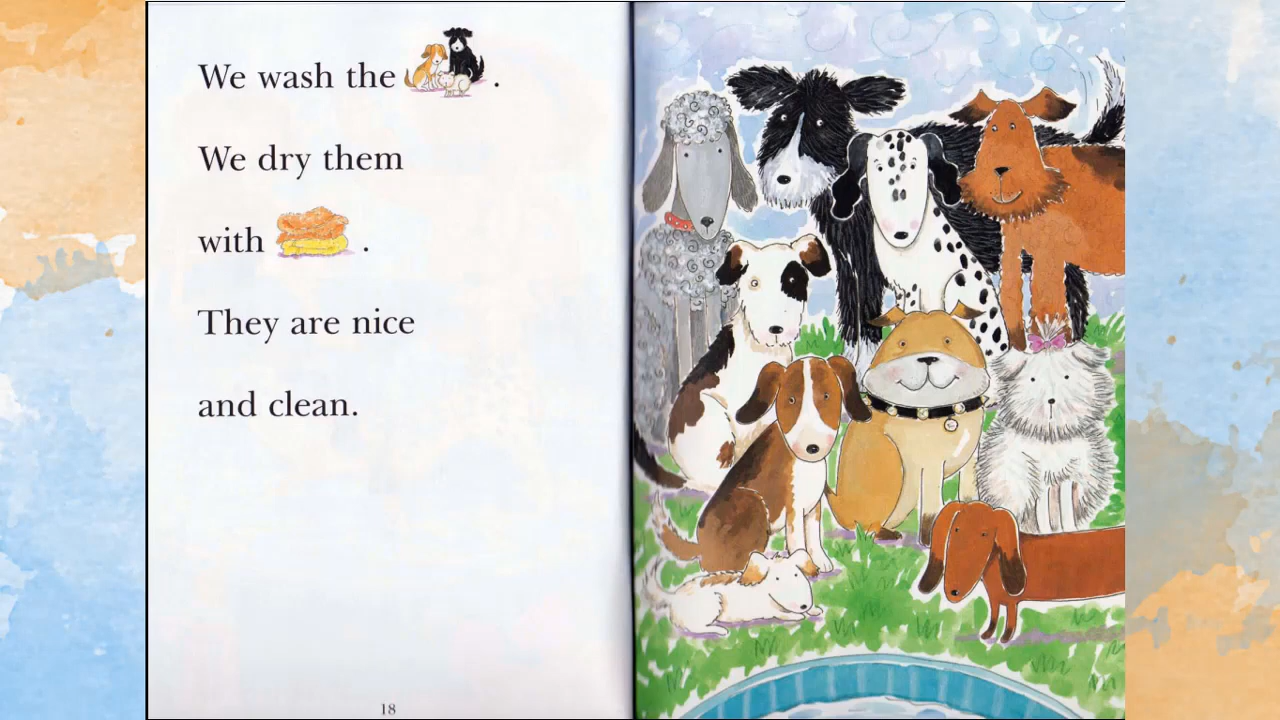 We wash the .
We dry them
with .
They are nice
and clean.
18